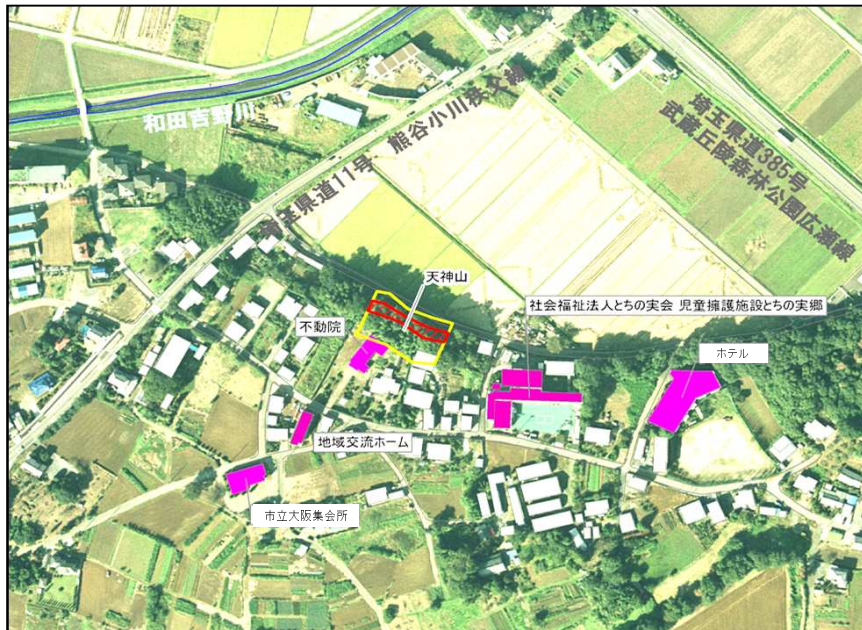 埼玉県道385号
武蔵丘陵森林公園広瀬線
和田吉野川
埼玉県道11号 熊谷小川秩父線
天神山
社会福祉法人とちの実会 児童擁護施設とちの実郷
不動院
ホテル
地域交流ホーム
市立大阪集会所